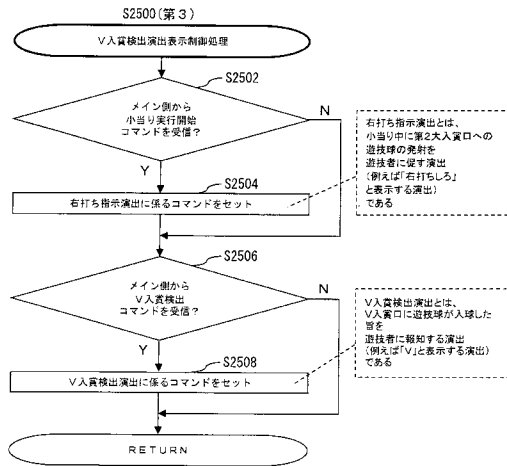 S2500(第3)
V入賞検出演出表示制御処理
S2502
メイン側から
小当り実行開始
コマンドを受信?
N
Y
右打ち指示演出とは、
小当り中に第2大入賞口への
遊技球の発射を
遊技者に促す演出
(例えば「右打ちしろ」
と表示する演出)
である
S2504
右打ち指示演出に係るコマンドをセット
S2506
メイン側から
V入賞検出
コマンドを受信?
N
Y
V入賞検出演出とは、
V入賞口に遊技球が入球した
旨を
遊技者に報知する演出
(例えば「V」と表示する演出)
である
S2508
V入賞検出演出に係るコマンドをセット
RETURN